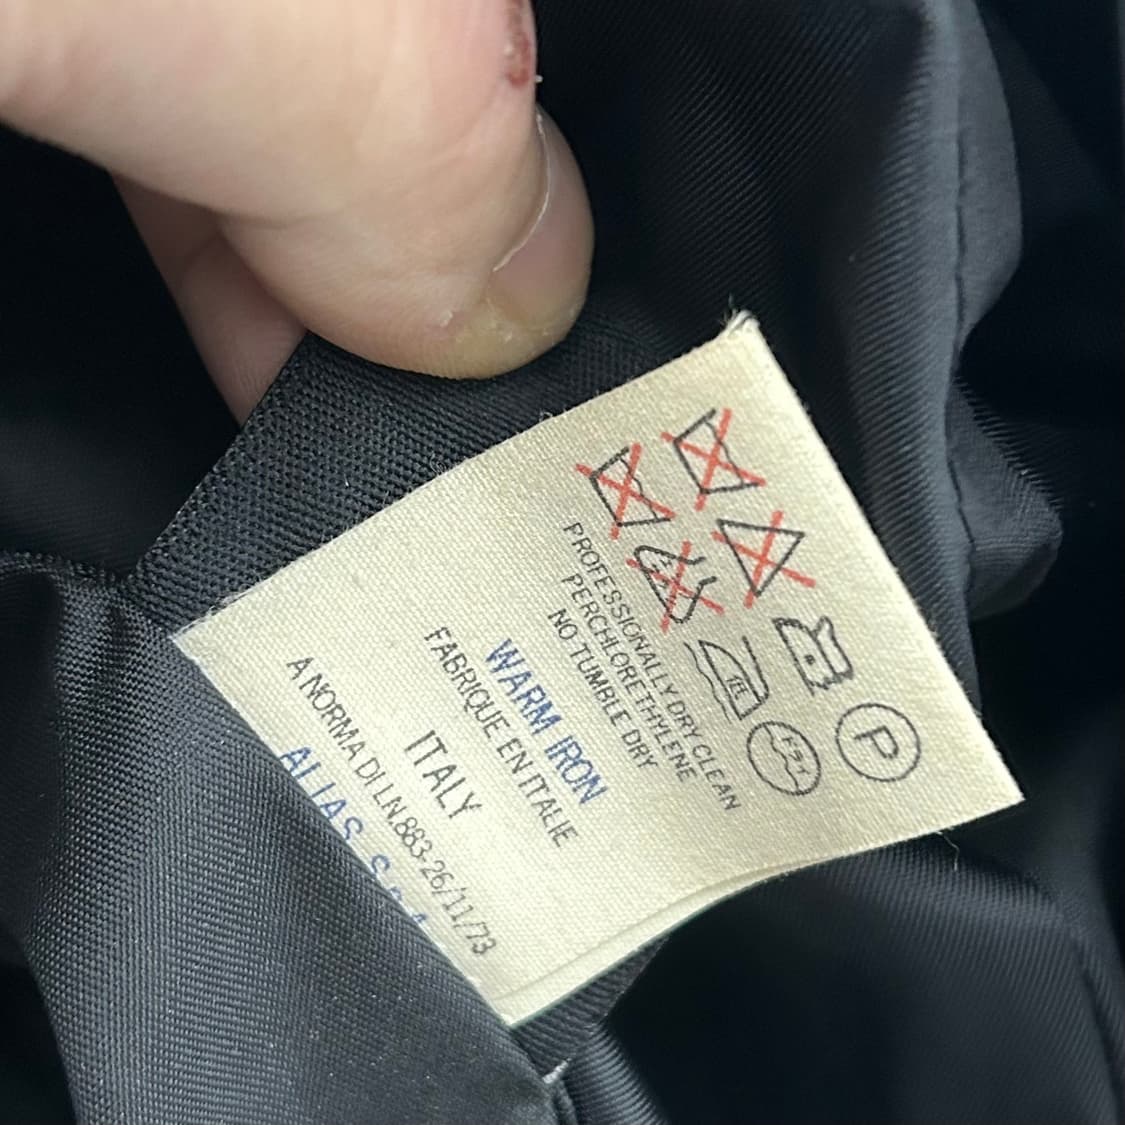 P
PROFESSIONALLY DRY CLEAN
PERCHLORETHYLENE
NO TUMBLE DRY
WARM IRON
FABRIQUE EN ITALIE
ITALY
A NORMA DI L.N.883-26/11/73
ALIAS